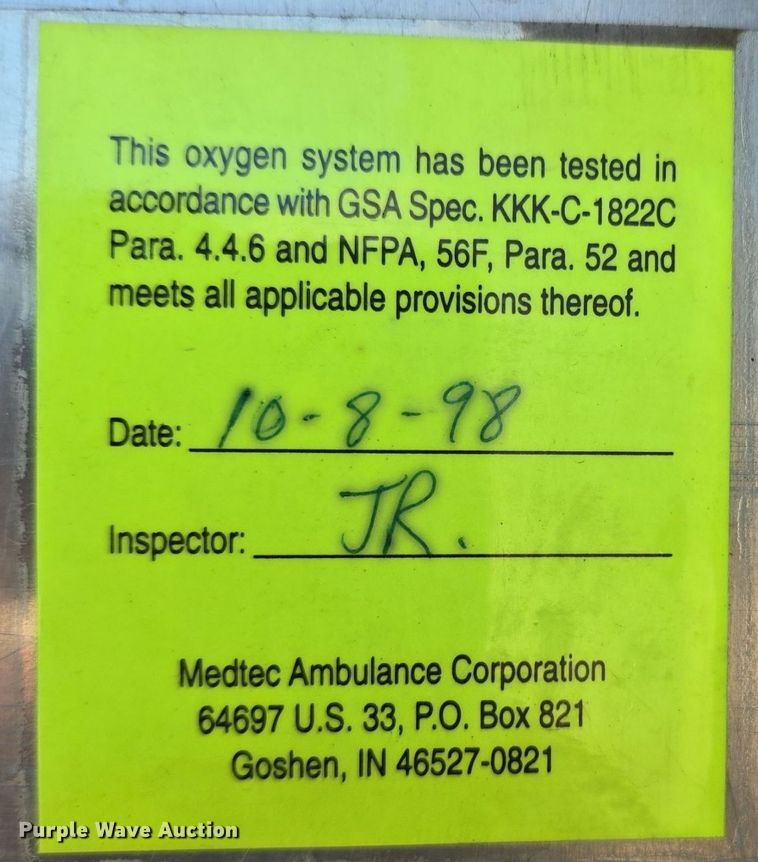 This oxygen system has been tested in
accordance with GSA Spec. KKK-C-1822C
Para. 4.4.6 and NFPA, 56F, Para. 52 and
meets all applicable provisions thereof.
Date: 10-8-98
Inspector: JR.
Medtec Ambulance Corporation
64697 U.S. 33, P.O. Box 821
Goshen, IN 46527-0821
Purple Wave Auction